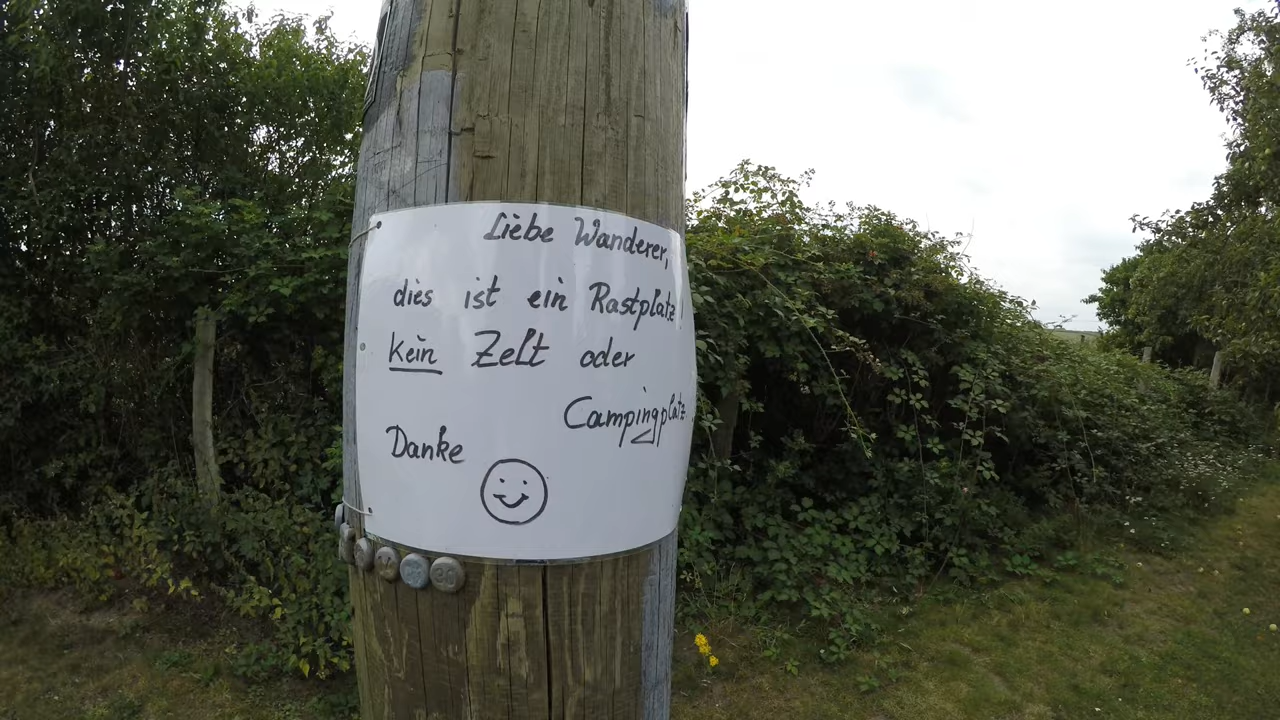 Liebe Wanderer,
dies ist ein Rastplatz!
kein Zelt oder
Campingplatz
Danke